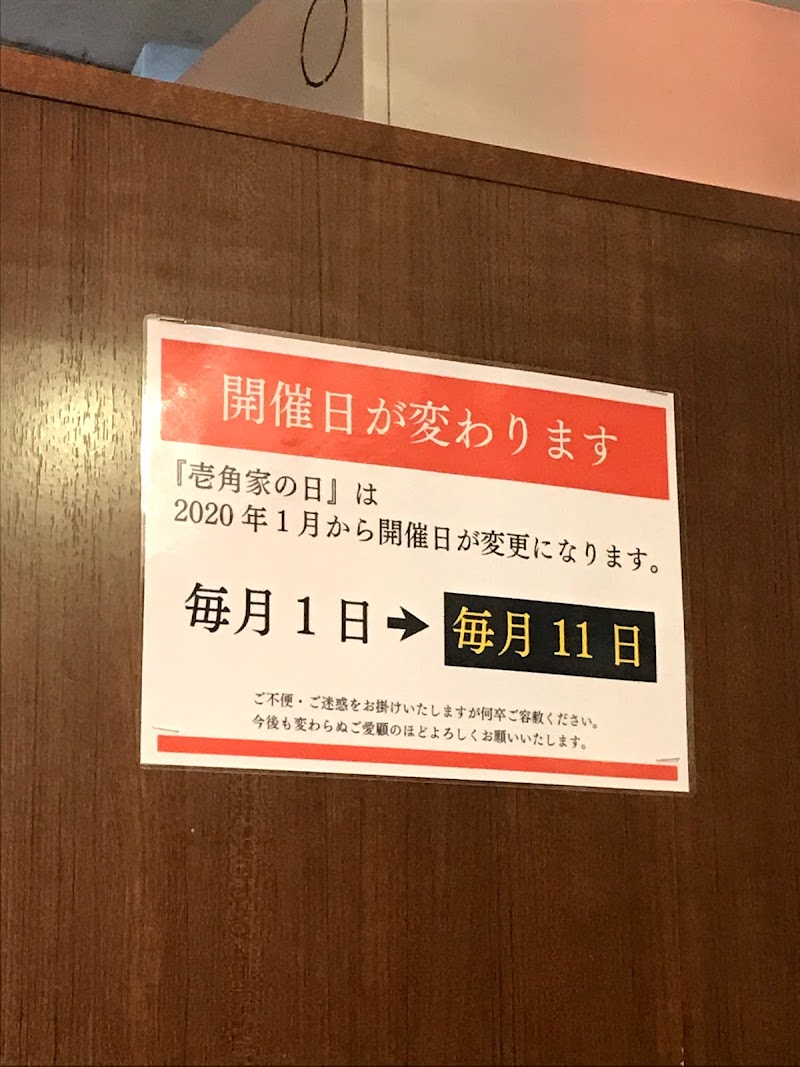 開催日が変わります
『壱角家の日』は
2020年1月から開催日が変更になります。
毎月1日➔毎月11日
ご不便・ご迷惑をお掛けいたしますが何卒ご容赦ください。
今後も変わらぬご愛顧のほどよろしくお願いいたします。